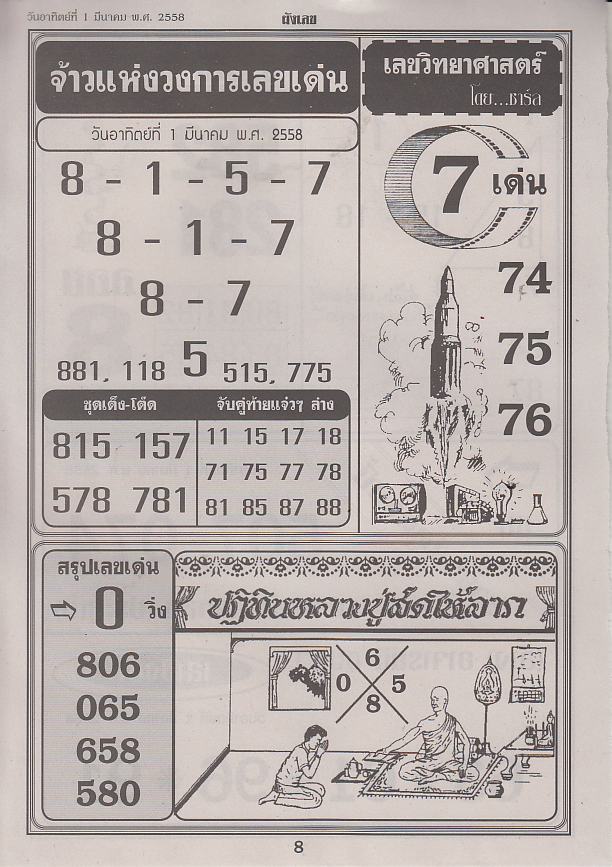 วันอาทิตย์ที่ 1 มีนาคม พ.ศ. 2558
ผังเลข
จ้าวแห่งวงการเลขเด่น
วันอาทิตย์ที่ 1 มีนาคม พ.ศ. 2558
8 - 1 - 5 - 7
8 - 1 - 7
8 - 7
881, 118 5 515, 775
ชุดเต็ง-โต๊ด
815 157
578 781
จับคู่ท้ายแจ๋วๆ ล่าง
11 15 17 18
71 75 77 78
81 85 87 88
เลขวิทยาศาสตร์
โดย...ชาร์ล
7 เด่น
74
75
76
สรุปเลขเด่น
0 วิ่ง
806
065
658
580
ปฏิทินหลวงปู่สดให้ลาภ
6
0 5
8
8